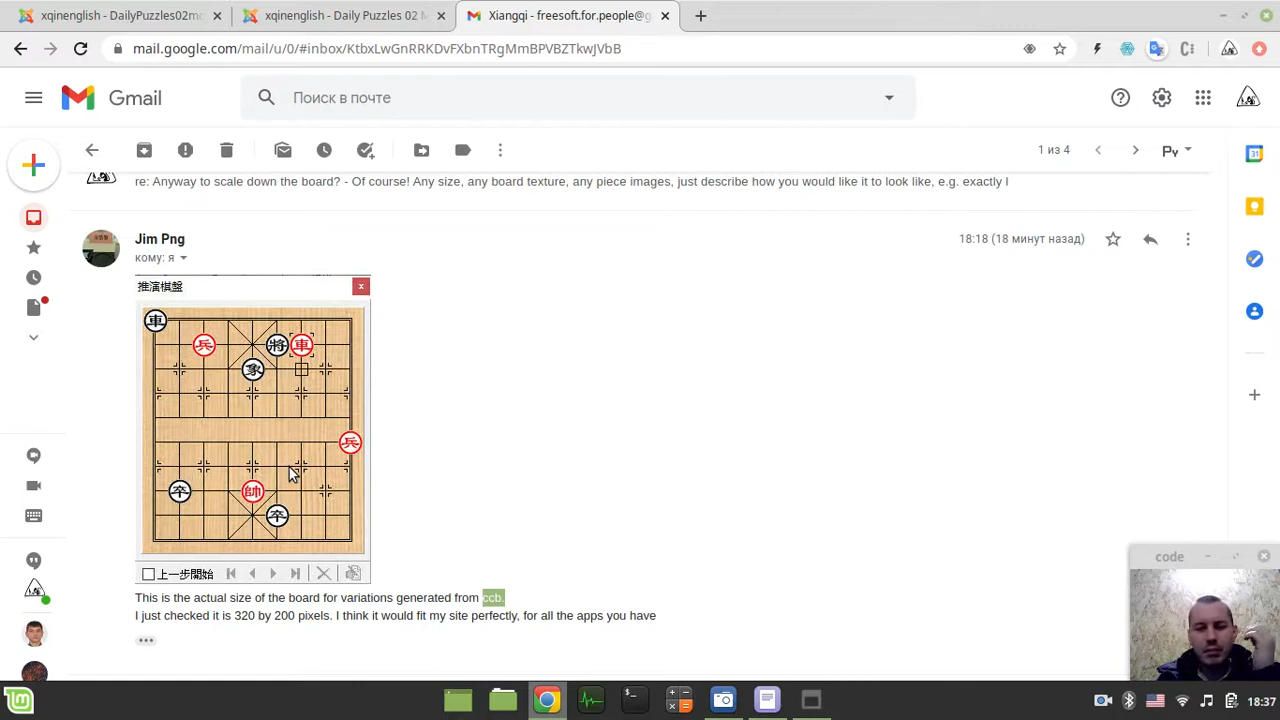 xqinenglish - DailyPuzzles02mo
xqinenglish - Daily Puzzles 02 M
Xiangqi - freesoft.for.people@g
mail.google.com/mail/u/0/#inbox/KtbxLwGnRRKDvFXbnTRgMmBPVBZTkwJVbB
Gmail
Поиск в почте
1 из 4
Ру
re: Anyway to scale down the board? - Of course! Any size, any board texture, any piece images, just describe how you would like it to look like, e.g. exactly l
Jim Png
18:18 (18 минут назад)
кому: я
推演棋盤
車
兵 將 車
象
兵
卒 帥
卒
上一步開始
This is the actual size of the board for variations generated from ccb.
I just checked it is 320 by 200 pixels. I think it would fit my site perfectly, for all the apps you have
code
18:37